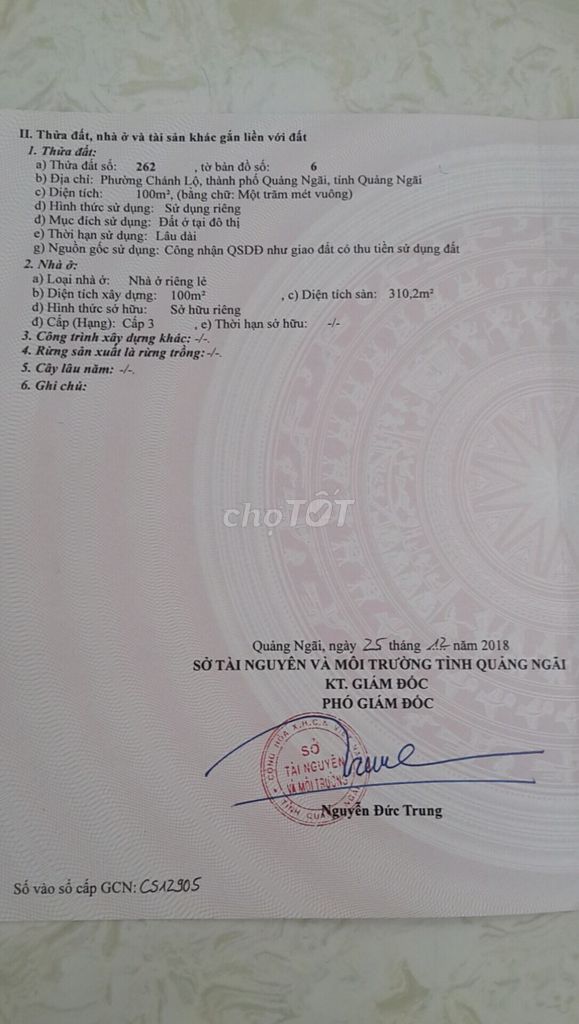 II. Thửa đất, nhà ở và tài sản khác gắn liền với đất
1. Thửa đất:
a) Thửa đất số: 262 , tờ bản đồ số: 6
b) Địa chỉ: Phường Chánh Lộ, thành phố Quảng Ngãi, tỉnh Quảng Ngãi
c) Diện tích: 100m², (bằng chữ: Một trăm mét vuông)
d) Hình thức sử dụng: Sử dụng riêng
đ) Mục đích sử dụng: Đất ở tại đô thị
e) Thời hạn sử dụng: Lâu dài
g) Nguồn gốc sử dụng: Công nhận QSDĐ như giao đất có thu tiền sử dụng đất
2. Nhà ở:
a) Loại nhà ở: Nhà ở riêng lẻ
b) Diện tích xây dựng: 100m² , c) Diện tích sàn: 310,2m²
d) Hình thức sở hữu: Sở hữu riêng
đ) Cấp (Hạng): Cấp 3 , e) Thời hạn sở hữu: -/-
3. Công trình xây dựng khác: -/-.
4. Rừng sản xuất là rừng trồng: -/-.
5. Cây lâu năm: -/-.
6. Ghi chú:
chợTỐT
Quảng Ngãi, ngày 25 tháng 12 năm 2018
SỞ TÀI NGUYÊN VÀ MÔI TRƯỜNG TỈNH QUẢNG NGÃI
KT. GIÁM ĐỐC
PHÓ GIÁM ĐỐC
CỘNG HÒA X.H.C.N VIỆT NAM
SỞ
TÀI NGUYÊN
VÀ MÔI TRƯỜNG
TỈNH QUẢNG NGÃI
Nguyễn Đức Trung
Số vào sổ cấp GCN: CS12905